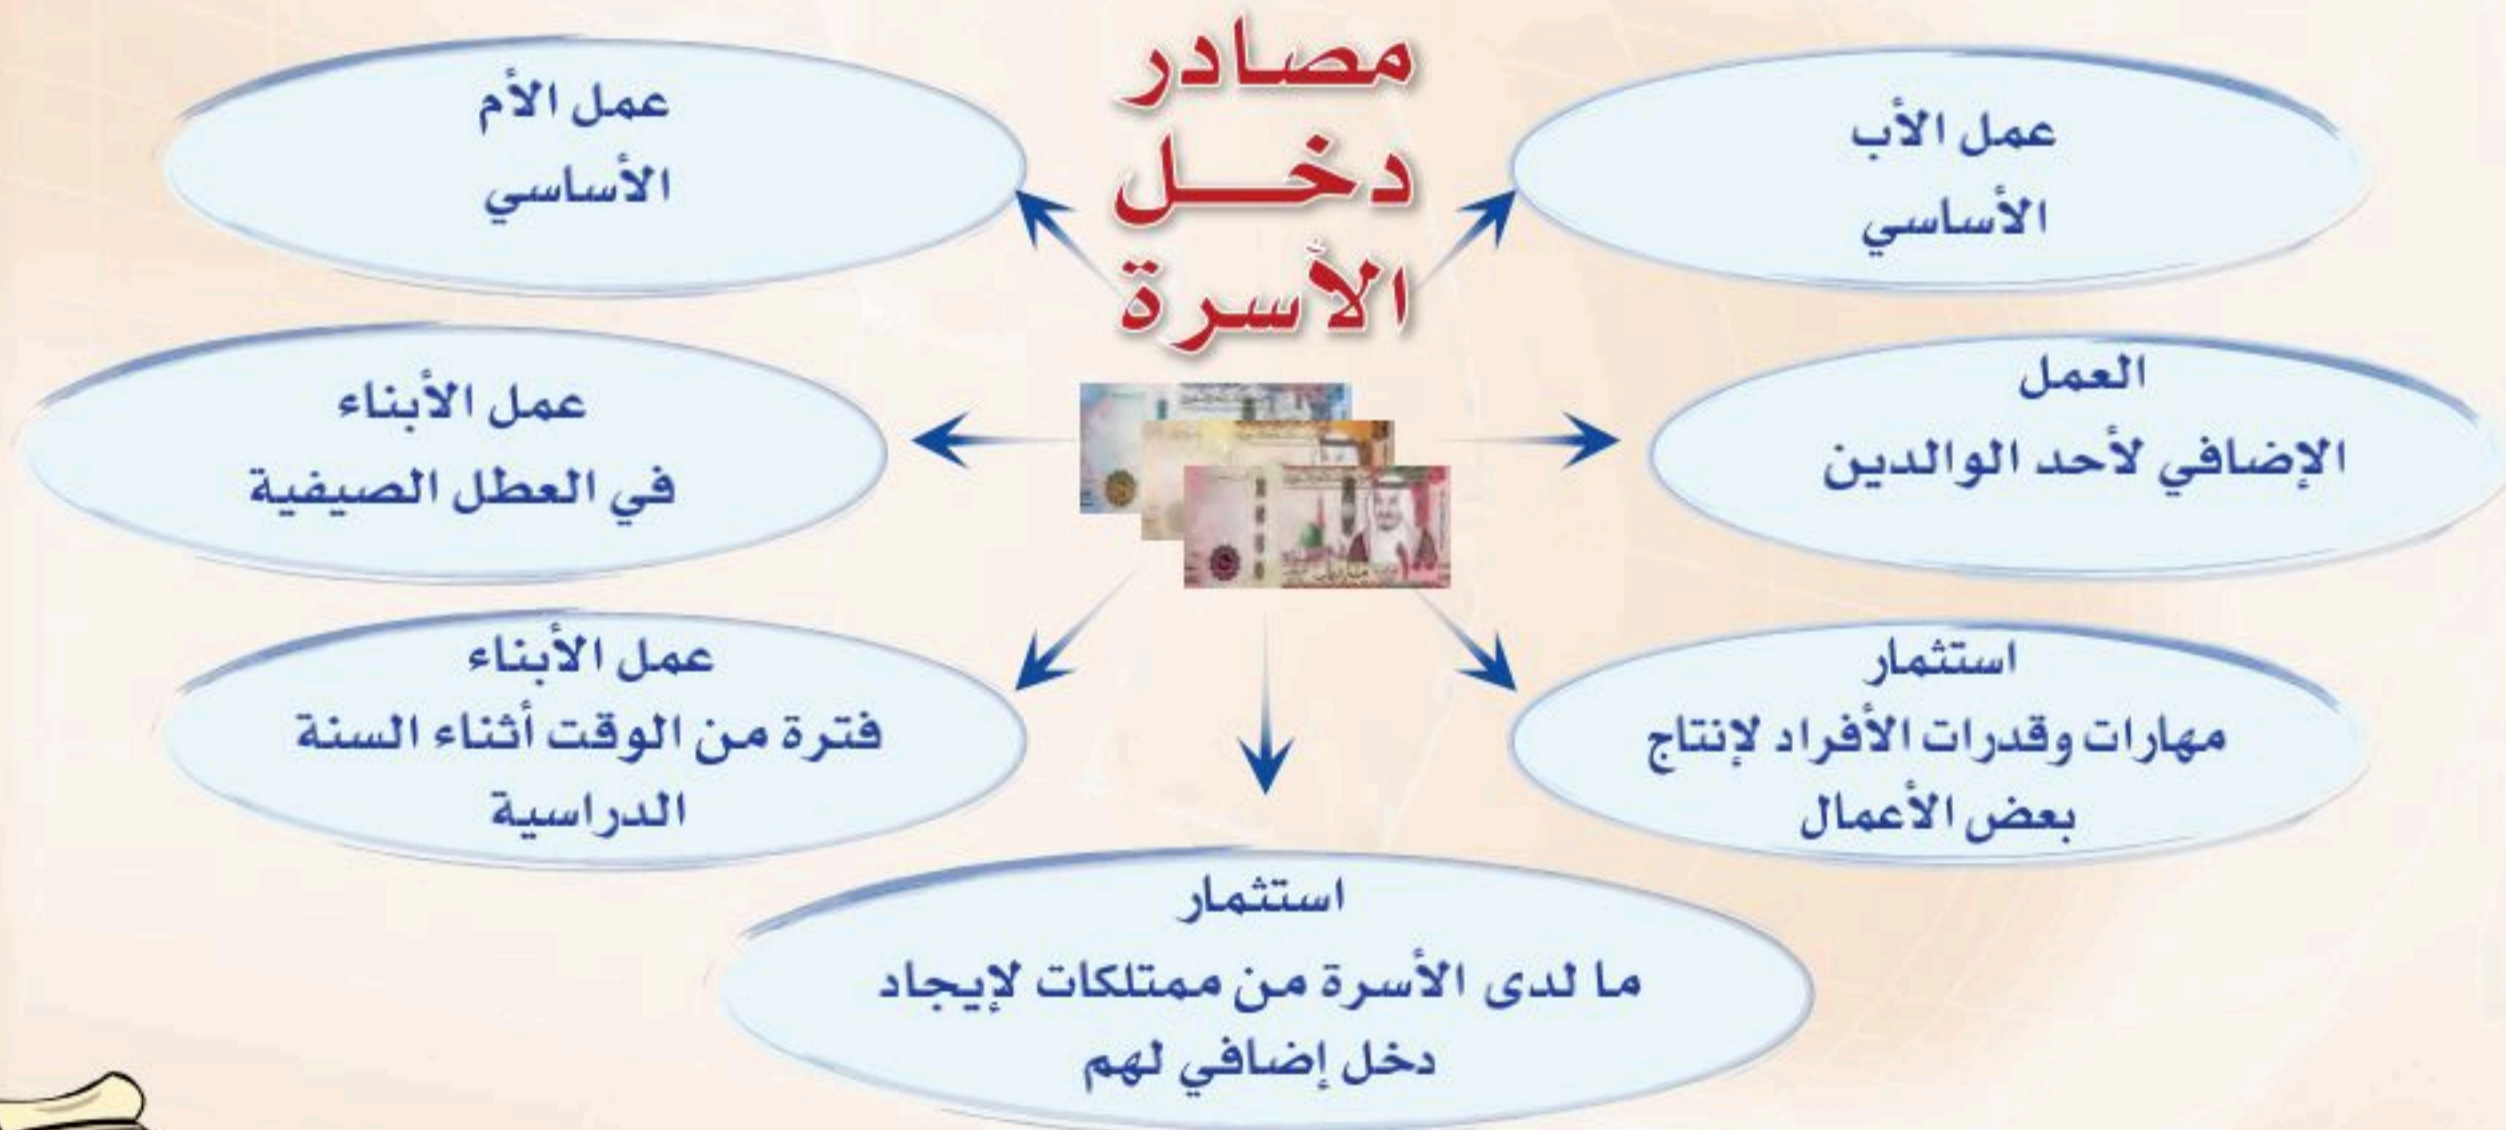 مصادر
دخــل
الأسرة
عمل الأب
الأساسي
عمل الأم
الأساسي
العمل
الإضافي لأحد الوالدين
عمل الأبناء
في العطل الصيفية
استثمار
مهارات وقدرات الأفراد لإنتاج
بعض الأعمال
عمل الأبناء
فترة من الوقت أثناء السنة
الدراسية
استثمار
ما لدى الأسرة من ممتلكات لإيجاد
دخل إضافي لهم
١٠٠